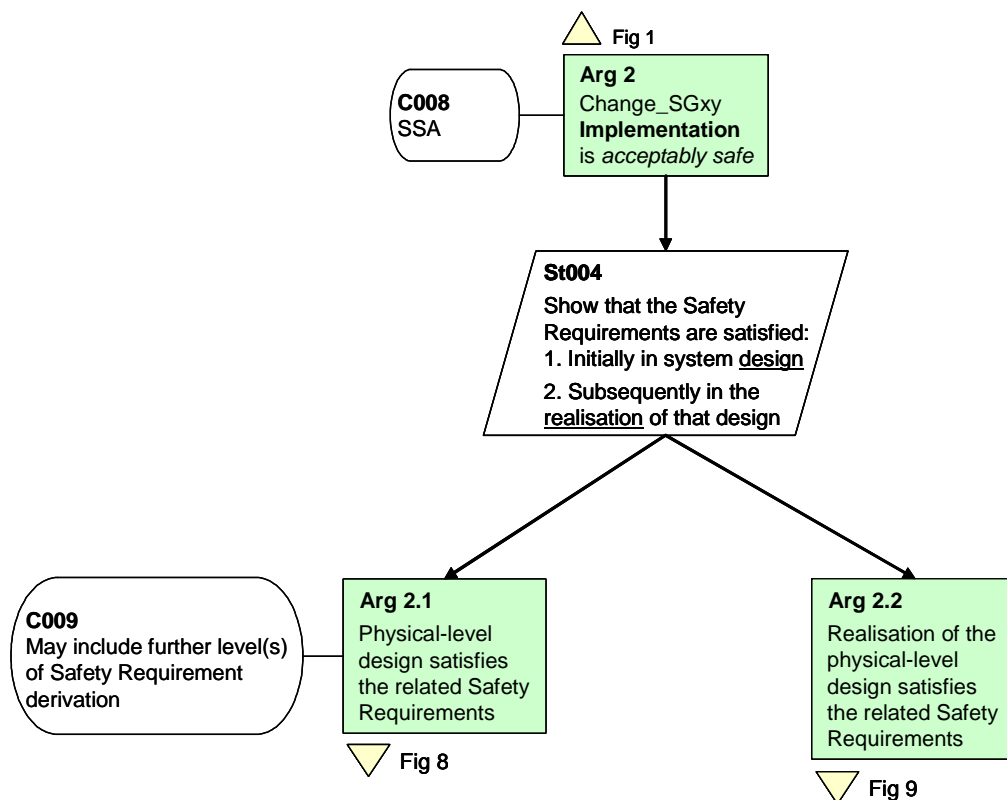 Fig 1
Arg 2
Change_SGxy
Implementation
is acceptably safe
C008
SSA
St004
Show that the Safety
Requirements are satisfied:
1. Initially in system design
2. Subsequently in the
realisation of that design
C009
May include further level(s)
of Safety Requirement
derivation
Arg 2.1
Physical-level
design satisfies
the related Safety
Requirements
Fig 8
Arg 2.2
Realisation of the
physical-level
design satisfies
the related Safety
Requirements
Fig 9